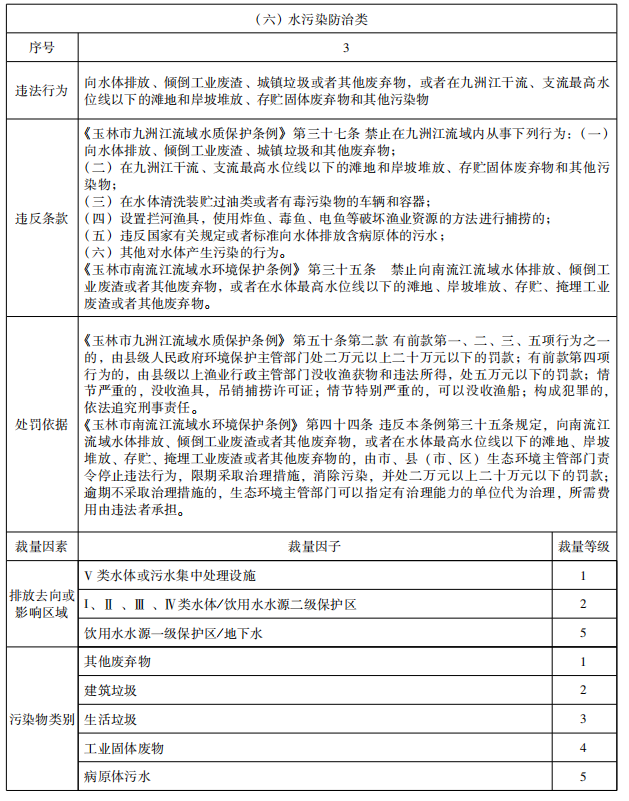 （六）水污染防治类
序号
3
违法行为
向水体排放、倾倒工业废渣、城镇垃圾或者其他废弃物，或者在九洲江干流、支流最高水
位线以下的滩地和岸坡堆放、存贮固体废弃物和其他污染物
违反条款
《玉林市九洲江流域水质保护条例》第三十七条 禁止在九洲江流域内从事下列行为：（一）
向水体排放、倾倒工业废渣、城镇垃圾和其他废弃物；
（二）在九洲江干流、支流最高水位线以下的滩地和岸坡堆放、存贮固体废弃物和其他污
染物；
（三）在水体清洗装贮过油类或者有毒污染物的车辆和容器；
（四）设置拦河渔具，使用炸鱼、毒鱼、电鱼等破坏渔业资源的方法进行捕捞的；
（五）违反国家有关规定或者标准向水体排放含病原体的污水；
（六）其他对水体产生污染的行为。
《玉林市南流江流域水环境保护条例》第三十五条 禁止向南流江流域水体排放、倾倒工
业废渣或者其他废弃物，或者在水体最高水位线以下的滩地、岸坡堆放、存贮、掩埋工业
废渣或者其他废弃物。
处罚依据
《玉林市九洲江流域水质保护条例》第五十条第二款 有前款第一、二、三、五项行为之一
的，由县级人民政府环境保护主管部门处二万元以上二十万元以下的罚款；有前款第四项
行为的，由县级以上渔业行政主管部门没收渔获物和违法所得，处五万元以下的罚款；情
节严重的，没收渔具，吊销捕捞许可证；情节特别严重的，可以没收渔船；构成犯罪的，
依法追究刑事责任。
《玉林市南流江流域水环境保护条例》第四十四条 违反本条例第三十五条规定，向南流江
流域水体排放、倾倒工业废渣或者其他废弃物，或者在水体最高水位线以下的滩地、岸坡
堆放、存贮、掩埋工业废渣或者其他废弃物的，由市、县（市、区）生态环境主管部门责
令停止违法行为，限期采取治理措施，消除污染，并处二万元以上二十万元以下的罚款；
逾期不采取治理措施的，生态环境主管部门可以指定有治理能力的单位代为治理，所需费
用由违法者承担。
裁量因素
裁量因子
裁量等级
排放去向或
影响区域
Ⅴ类水体或污水集中处理设施
1
Ⅰ、Ⅱ、Ⅲ、Ⅳ类水体/饮用水水源二级保护区
2
饮用水水源一级保护区/地下水
5
污染物类别
其他废弃物
1
建筑垃圾
2
生活垃圾
3
工业固体废物
4
病原体污水
5